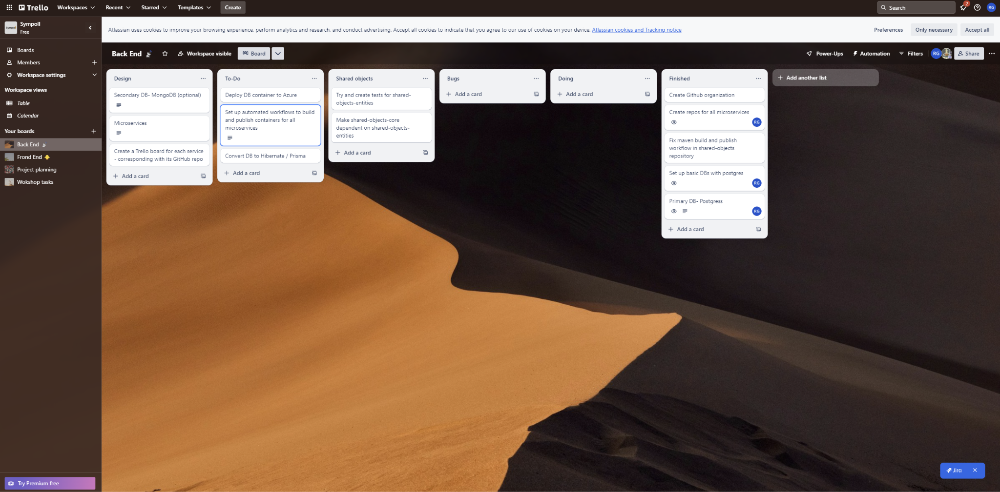 Trello
Workspaces
Recent
Starred
Templates
Create
Search
2
RG
Sympoll
Sympoll
Free
Atlassian uses cookies to improve your browsing experience, perform analytics and research, and conduct advertising. Accept all cookies to indicate that you agree to our use of cookies on your device. Atlassian cookies and Tracking notice
Preferences
Only necessary
Accept all
Boards
Members
Workspace settings
Workspace views
Table
Calendar
Your boards
Back End
Frond End
Project planning
Wokshop tasks
Try Premium free
Back End
Workspace visible
Board
Power-Ups
Automation
Filters
RG
Share
Design
Secondary DB- MongoDB (optional)
Microservices
Create a Trello board for each service
- corresponding with its GitHub repo
Add a card
To-Do
Deploy DB container to Azure
Set up automated workflows to build
and publish containers for all
microservices
Convert DB to Hibernate / Prisma
Add a card
Shared objects
Try and create tests for shared-
objects-entities
Make shared-objects-core
dependent on shared-objects-
entities
Add a card
Bugs
Add a card
Doing
Add a card
Finished
Create Github organization
Create repos for all microservices
RG
Fix maven build and publish
workflow in shared-objects
repository
Set up basic DBs with postgres
RG
Primary DB- Postgress
RG
Add a card
Add another list
Jira